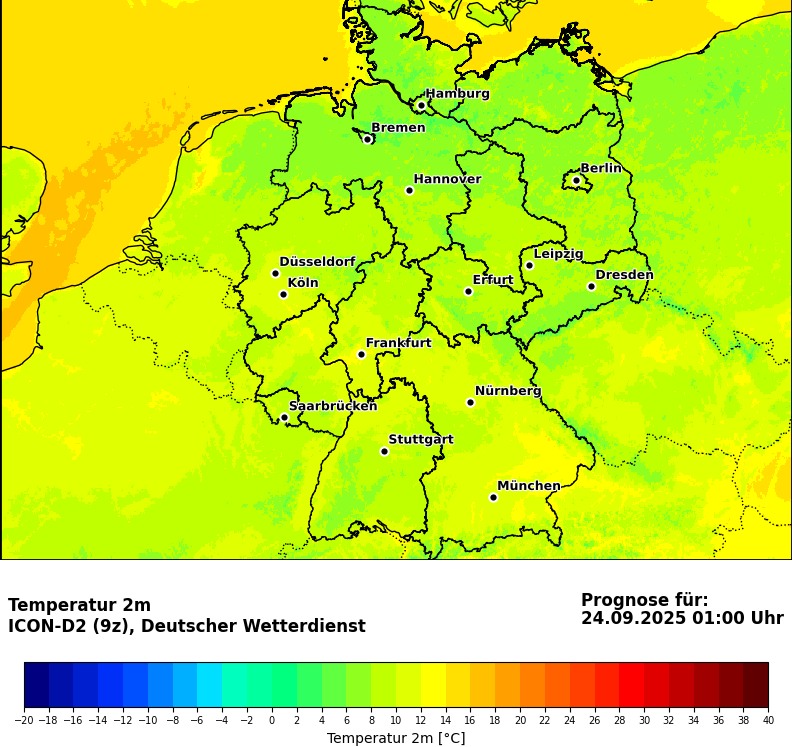 Hamburg
Bremen
Berlin
Hannover
Leipzig
Düsseldorf
Dresden
Köln
Erfurt
Frankfurt
Nürnberg
Saarbrücken
Stuttgart
München
Temperatur 2m
ICON-D2 (9z), Deutscher Wetterdienst
Prognose für:
24.09.2025 01:00 Uhr
−20 −18 −16 −14 −12 −10 −8 −6 −4 −2 0 2 4 6 8 10 12 14 16 18 20 22 24 26 28 30 32 34 36 38 40
Temperatur 2m [°C]